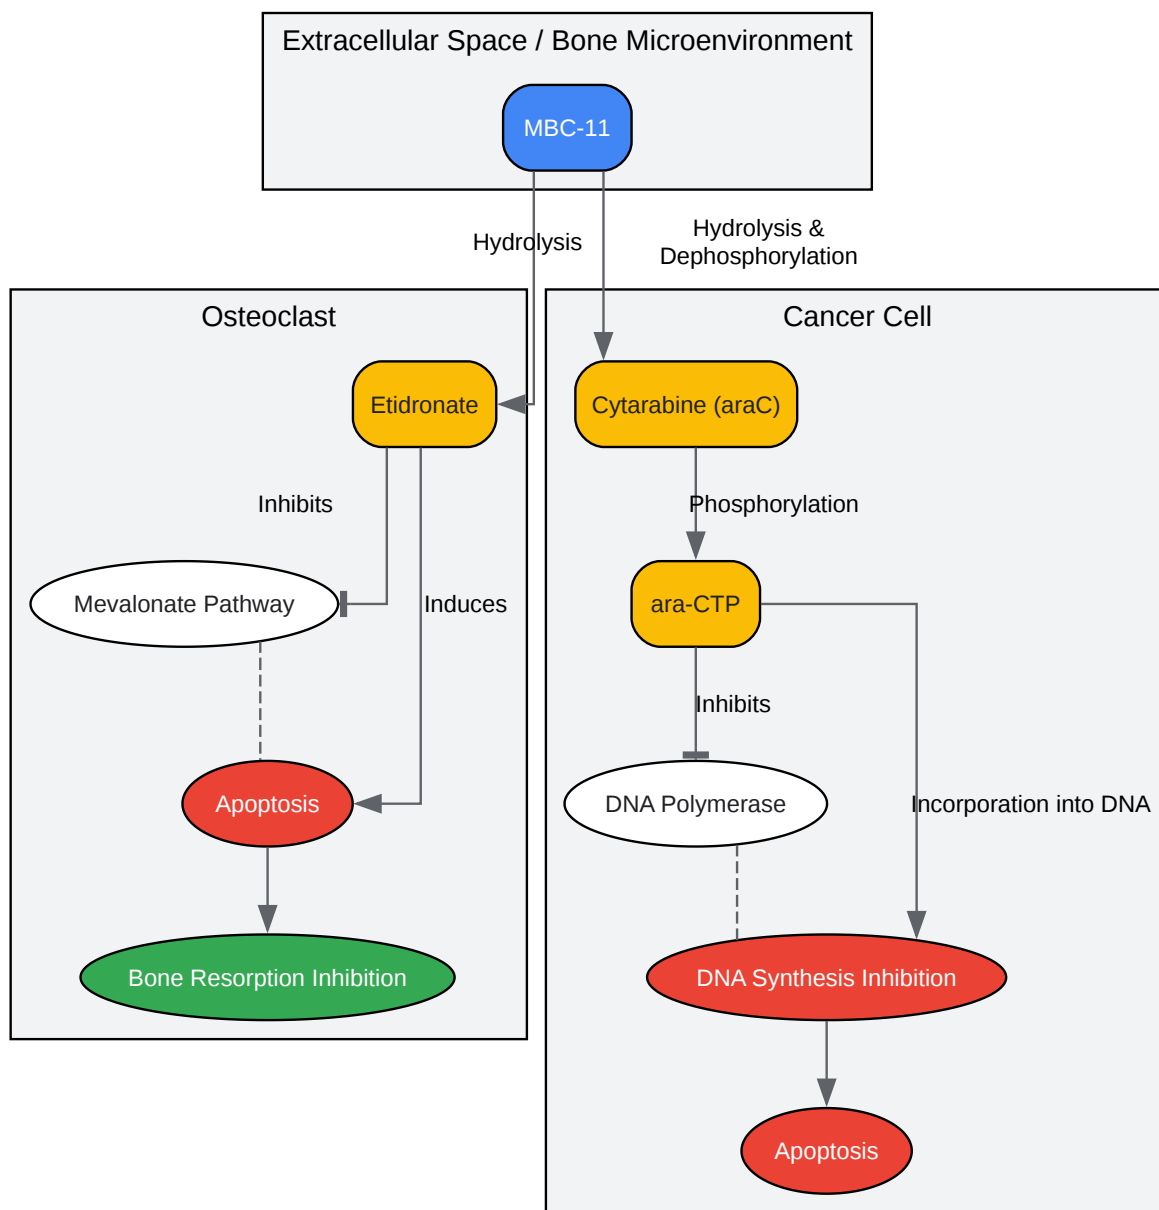 Extracellular Space / Bone Microenvironment
MBC-11
Hydrolysis
Hydrolysis &
Dephosphorylation
Osteoclast
Etidronate
Inhibits
Mevalonate Pathway
Induces
Apoptosis
Bone Resorption Inhibition
Cancer Cell
Cytarabine (araC)
Phosphorylation
ara-CTP
Inhibits
DNA Polymerase
Incorporation into DNA
DNA Synthesis Inhibition
Apoptosis